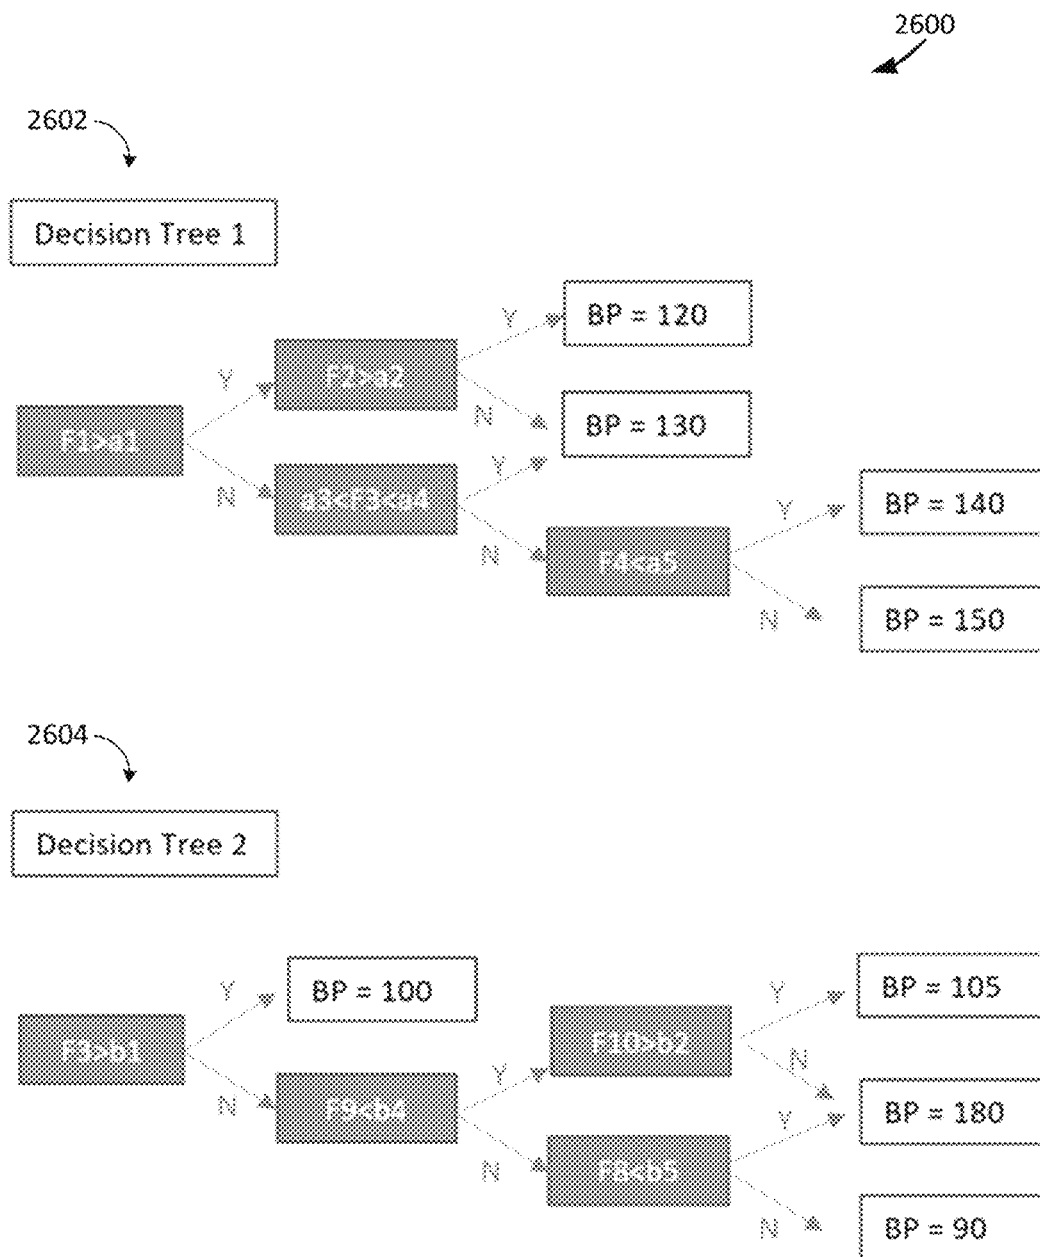 2600
2602
Decision Tree 1
Y
BP = 120
F2>a2
Y
N
BP = 130
F1>a1
Y
N
a3<F3<a4
Y
BP = 140
N
F4<a5
N
BP = 150
2604
Decision Tree 2
Y
BP = 100
Y
BP = 105
F3>b1
F10>b2
N
Y
N
F9<b4
Y
BP = 180
N
F8<b5
N
BP = 90